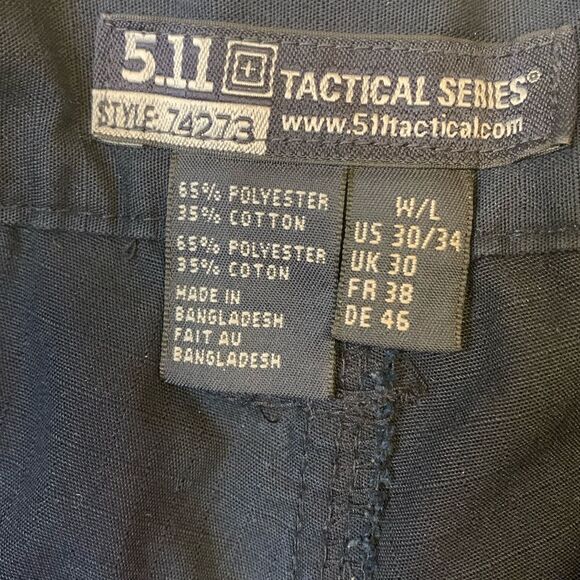 5.11 TACTICAL SERIES®
STYLE: 74273
www.511tactical.com
65% POLYESTER
35% COTTON
65% POLYESTER
35% COTON
MADE IN
BANGLADESH
FAIT AU
BANGLADESH
W/L
US 30/34
UK 30
FR 38
DE 46